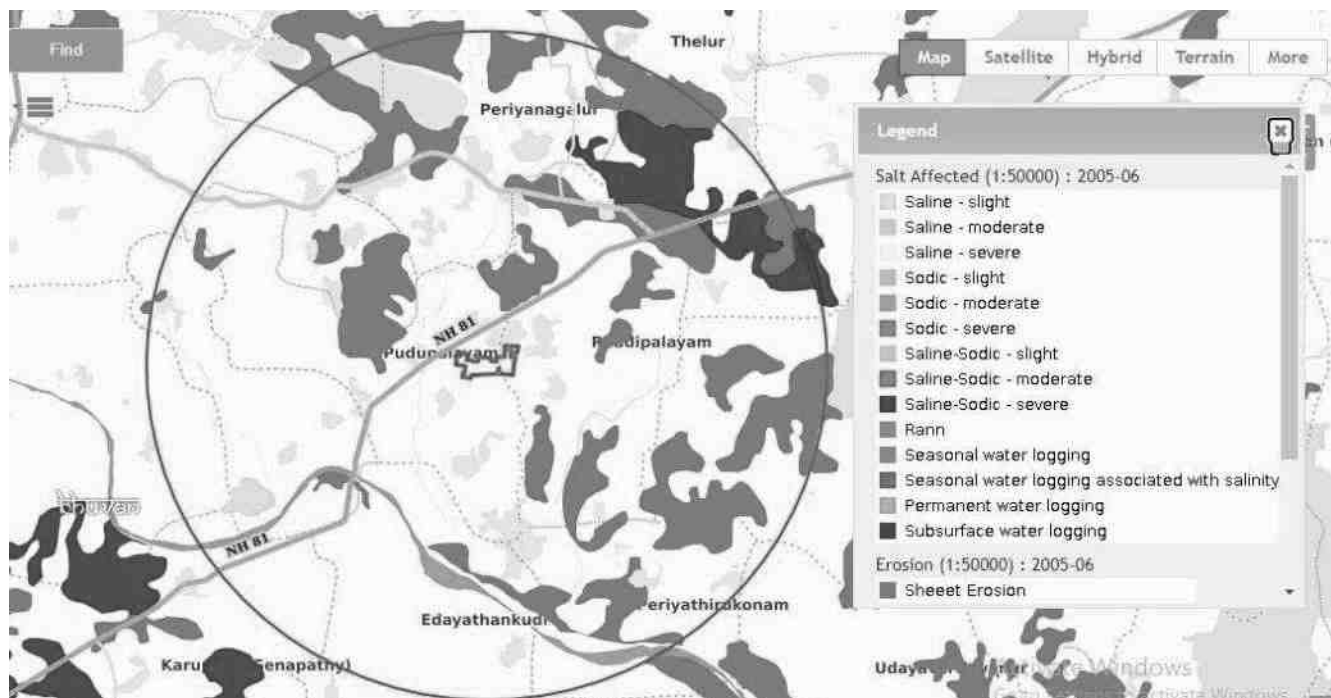 Find
Thelur
Map
Satellite
Hybrid
Terrain
More
Periyanagalur
Legend
Salt Affected (1:50000) : 2005-06
Saline - slight
Saline - moderate
Saline - severe
Sodic - slight
Sodic - moderate
Sodic - severe
Saline-Sodic - slight
Saline-Sodic - moderate
Saline-Sodic - severe
Rann
Seasonal water logging
Seasonal water logging associated with salinity
Permanent water logging
Subsurface water logging
Erosion (1:50000) : 2005-06
Sheeet Erosion
NH 81
Pudupalayam
NH 81
Periyathirukonam
Edayathankudi
Windows